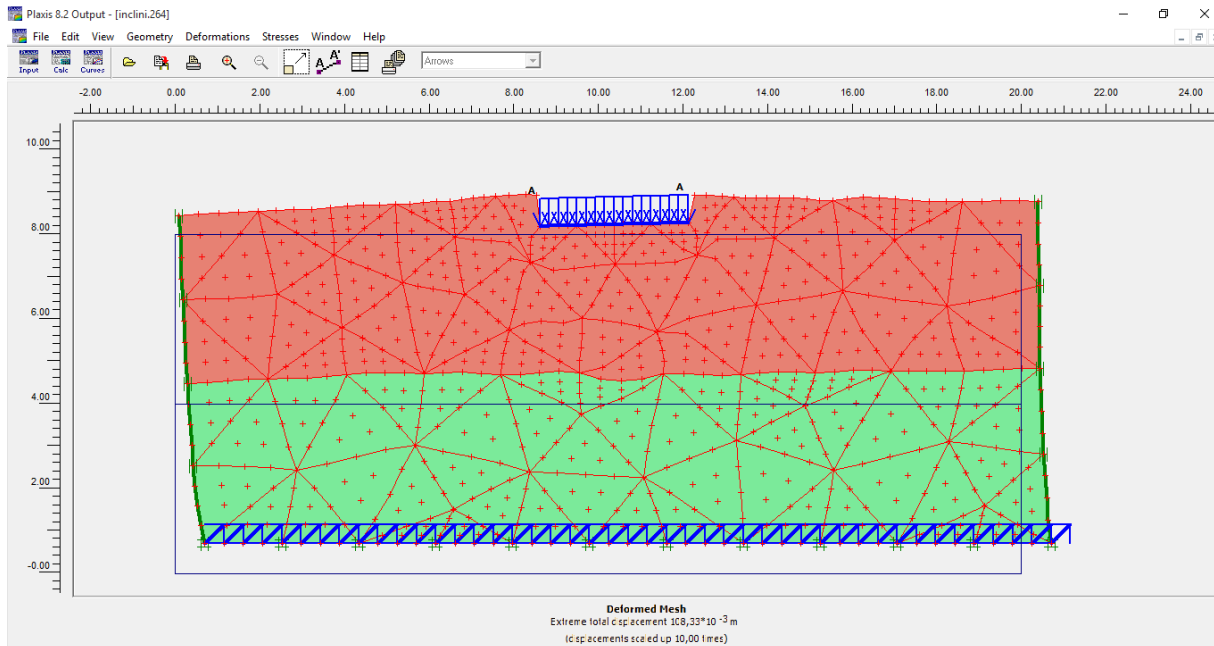 Plaxis 8.2 Output - [inclini.264]
File Edit View Geometry Deformations Stresses Window Help
Input Calc Curves A A' Arrows
-2.00 0.00 2.00 4.00 6.00 8.00 10.00 12.00 14.00 16.00 18.00 20.00 22.00 24.00
10.00
A A
8.00
6.00
4.00
2.00
-0.00
Deformed Mesh
Extreme total displacement 108,33*10 -3 m
(displacements scaled up 10,00 times)